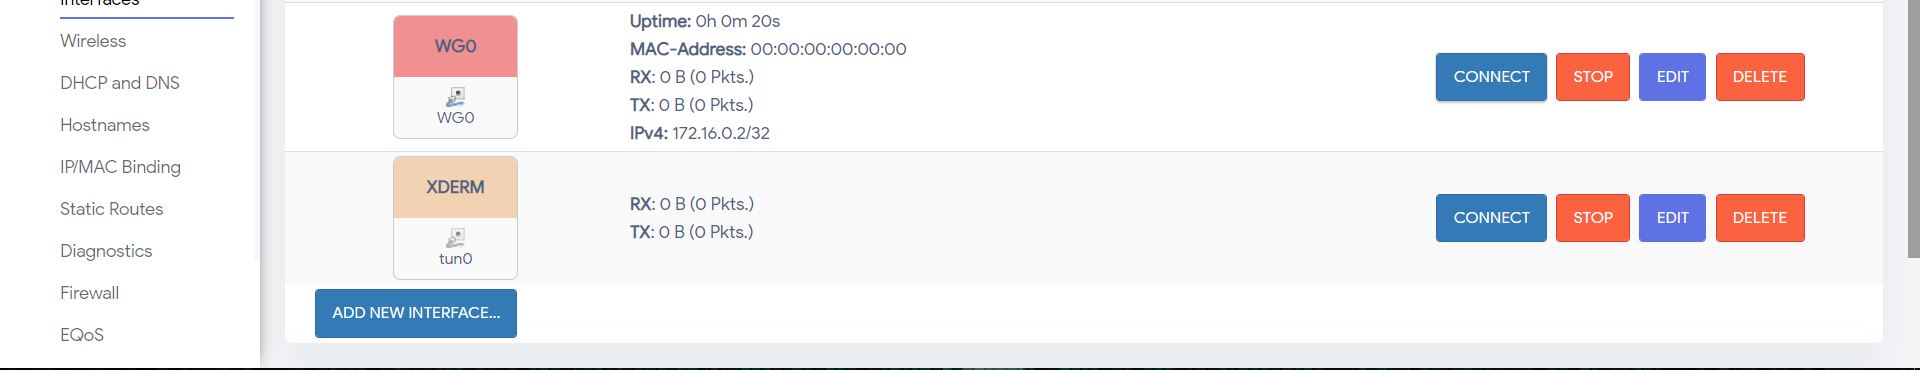 Interfaces
Wireless
DHCP and DNS
Hostnames
IP/MAC Binding
Static Routes
Diagnostics
Firewall
EQoS
WG0
WG0
Uptime: 0h 0m 20s
MAC-Address: 00:00:00:00:00:00
RX: 0 B (0 Pkts.)
TX: 0 B (0 Pkts.)
IPv4: 172.16.0.2/32
CONNECT STOP EDIT DELETE
XDERM
tun0
RX: 0 B (0 Pkts.)
TX: 0 B (0 Pkts.)
CONNECT STOP EDIT DELETE
ADD NEW INTERFACE...